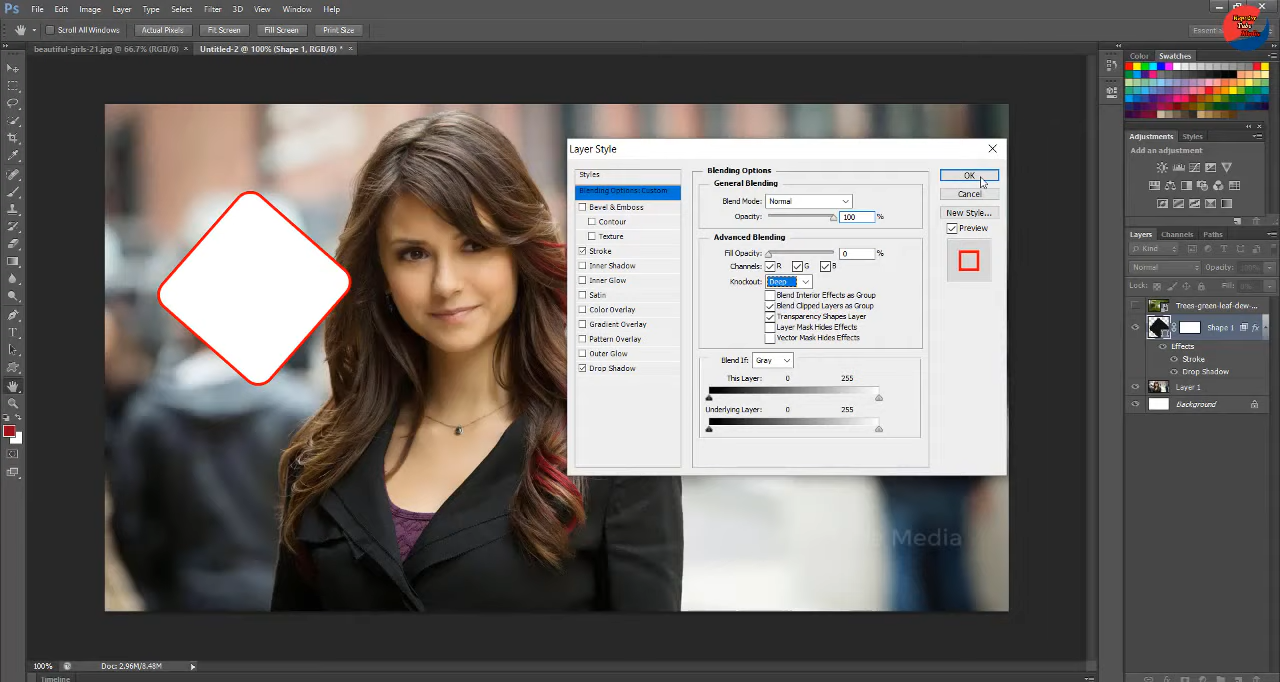 Ps File Edit Image Layer Type Select Filter 3D View Window Help
Scroll All Windows Actual Pixels Fit Screen Fill Screen Print Size
beautiful-girls-21.jpg @ 66.7% (RGB/8) × Untitled-2 @ 100% (Shape 1, RGB/8) * ×
Color Swatches
Adjustments Styles
Add an adjustment
Layers Channels Paths
Kind
Normal Opacity: 100%
Lock: Fill: 0%
Trees-green-leaf-dew-...
Shape 1 fx
Effects
Stroke
Drop Shadow
Layer 1
Background
Layer Style
Styles
Blending Options: Custom
Bevel & Emboss
Contour
Texture
Stroke
Inner Shadow
Inner Glow
Satin
Color Overlay
Gradient Overlay
Pattern Overlay
Outer Glow
Drop Shadow
Blending Options
General Blending
Blend Mode: Normal
Opacity: 100 %
Advanced Blending
Fill Opacity: 0 %
Channels: R G B
Knockout: Deep
Blend Interior Effects as Group
Blend Clipped Layers as Group
Transparency Shapes Layer
Layer Mask Hides Effects
Vector Mask Hides Effects
Blend If: Gray
This Layer: 0 255
Underlying Layer: 0 255
OK
Cancel
New Style...
Preview
Media
100% Doc: 2.96M/8.48M
Timeline